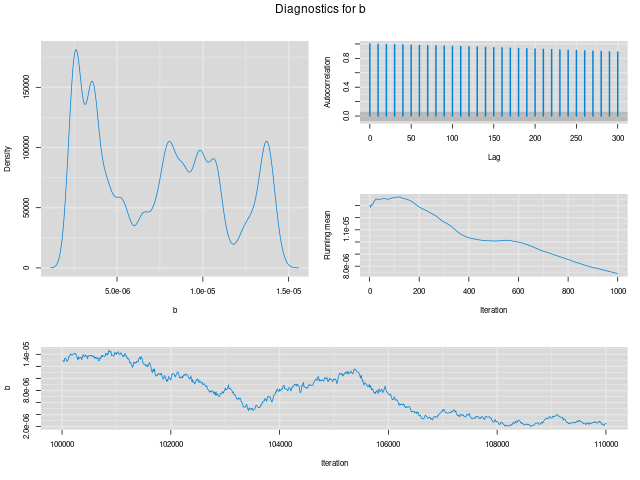 Diagnostics for b
Density
0
50000
100000
150000
5.0e-06
1.0e-05
1.5e-05
b
Autocorrelation
0.0
0.4
0.8
0
50
100
150
200
250
300
Lag
Running mean
8.0e-06
1.1e-05
0
200
400
600
800
1000
Iteration
b
2.0e-06
8.0e-06
1.4e-05
100000
102000
104000
106000
108000
110000
Iteration